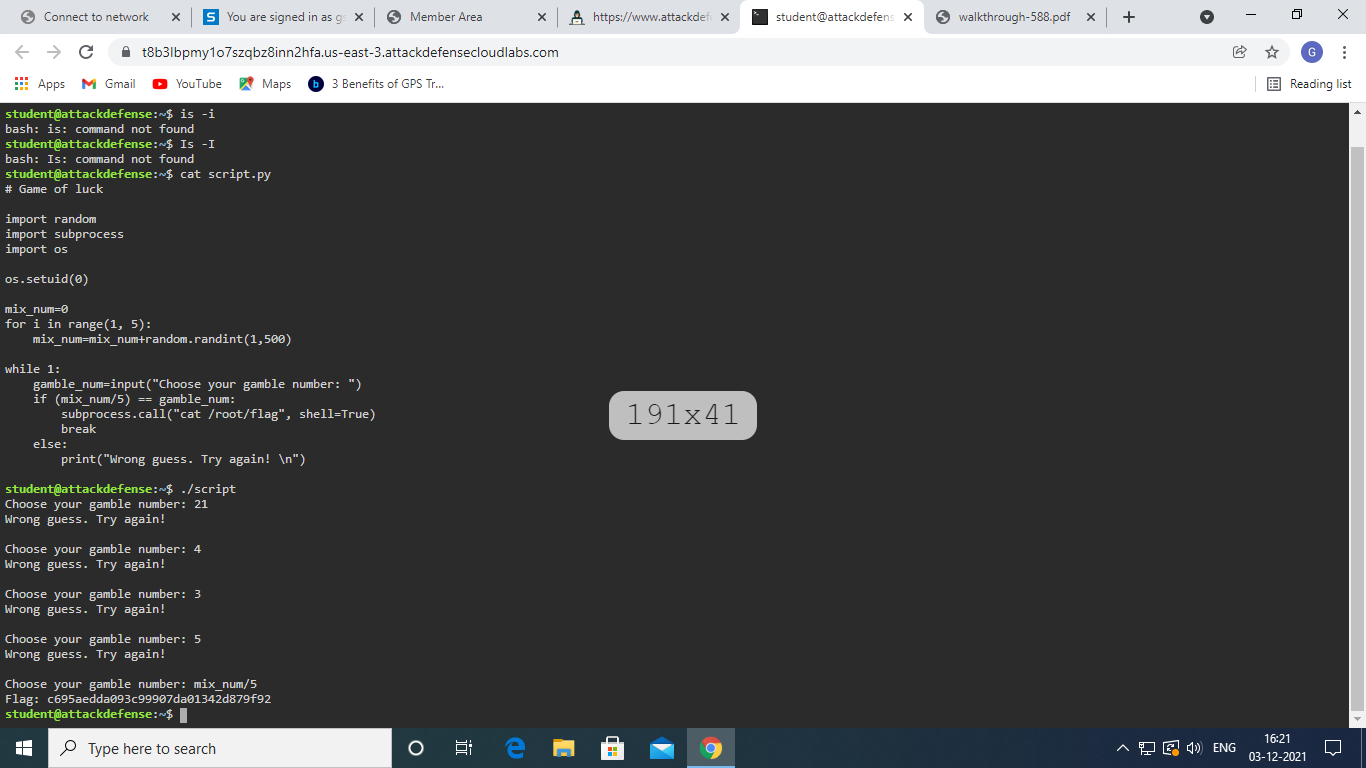 Connect to network
You are signed in as gs
Member Area
https://www.attackdef
student@attackdefens
walkthrough-588.pdf
t8b3lbpmy1o7szqbz8inn2hfa.us-east-3.attackdefensecloudlabs.com
G
Apps
Gmail
YouTube
Maps
3 Benefits of GPS Tr...
Reading list
student@attackdefense:~$ is -i
bash: is: command not found
student@attackdefense:~$ Is -I
bash: Is: command not found
student@attackdefense:~$ cat script.py
# Game of luck
import random
import subprocess
import os
os.setuid(0)
mix_num=0
for i in range(1, 5):
mix_num=mix_num+random.randint(1,500)
while 1:
gamble_num=input("Choose your gamble number: ")
if (mix_num/5) == gamble_num:
subprocess.call("cat /root/flag", shell=True)
break
else:
print("Wrong guess. Try again! \n")
191x41
student@attackdefense:~$ ./script
Choose your gamble number: 21
Wrong guess. Try again!
Choose your gamble number: 4
Wrong guess. Try again!
Choose your gamble number: 3
Wrong guess. Try again!
Choose your gamble number: 5
Wrong guess. Try again!
Choose your gamble number: mix_num/5
Flag: c695aedda093c99907da01342d879f92
student@attackdefense:~$
Type here to search
ENG
16:21
03-12-2021